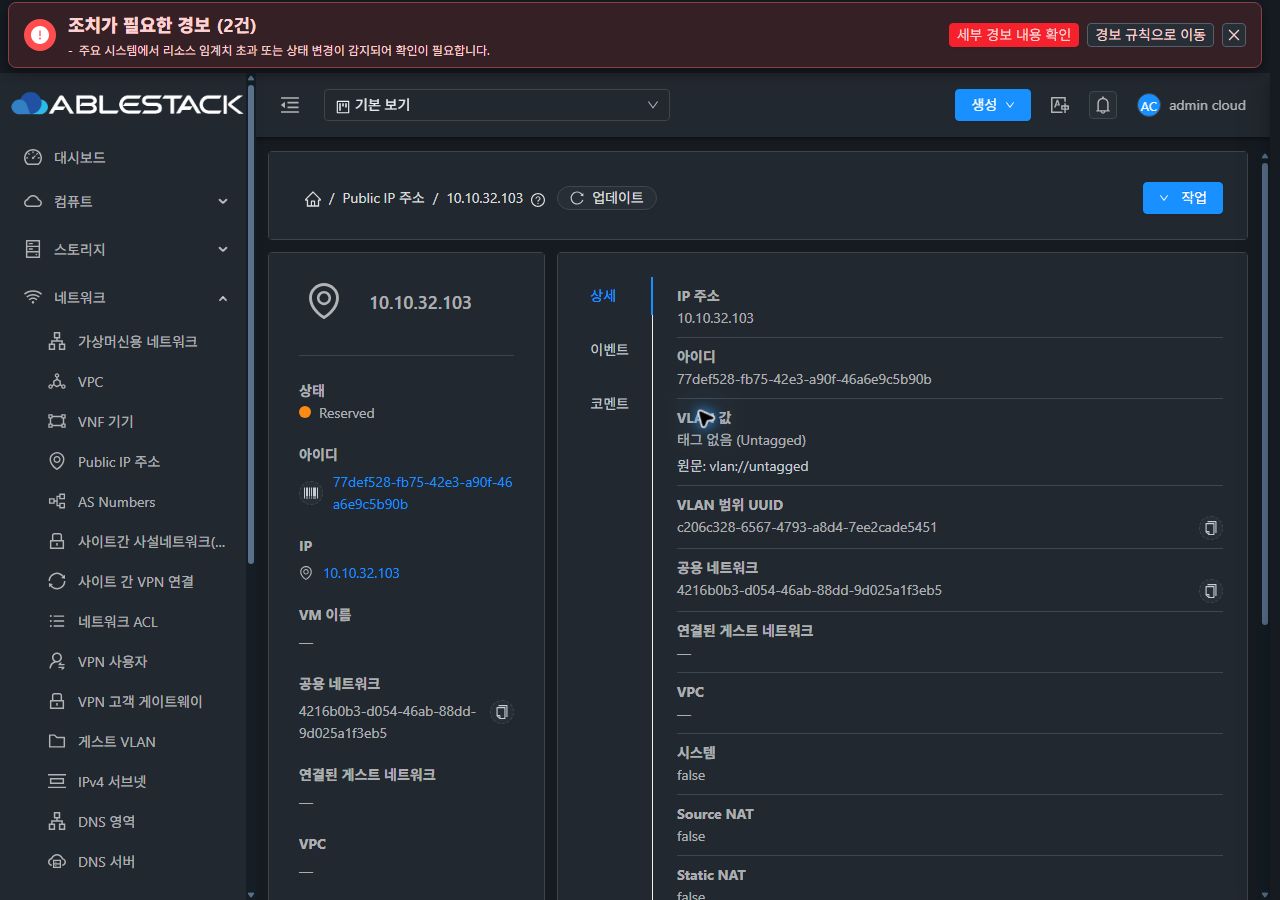 조치가 필요한 경보 (2건)
- 주요 시스템에서 리소스 임계치 초과 또는 상태 변경이 감지되어 확인이 필요합니다.
세부 경보 내용 확인
경보 규칙으로 이동
ABLESTACK
기본 보기
생성
AC
admin cloud
대시보드
컴퓨트
스토리지
네트워크
가상머신용 네트워크
VPC
VNF 기기
Public IP 주소
AS Numbers
사이트간 사설네트워크(...
사이트 간 VPN 연결
네트워크 ACL
VPN 사용자
VPN 고객 게이트웨이
게스트 VLAN
IPv4 서브넷
DNS 영역
DNS 서버
/ Public IP 주소 / 10.10.32.103
업데이트
작업
10.10.32.103
상태
Reserved
아이디
77def528-fb75-42e3-a90f-46
a6e9c5b90b
IP
10.10.32.103
VM 이름
—
공용 네트워크
4216b0b3-d054-46ab-88dd-
9d025a1f3eb5
연결된 게스트 네트워크
—
VPC
—
상세
이벤트
코멘트
IP 주소
10.10.32.103
아이디
77def528-fb75-42e3-a90f-46a6e9c5b90b
VLAN 값
태그 없음 (Untagged)
원문: vlan://untagged
VLAN 범위 UUID
c206c328-6567-4793-a8d4-7ee2cade5451
공용 네트워크
4216b0b3-d054-46ab-88dd-9d025a1f3eb5
연결된 게스트 네트워크
—
VPC
—
시스템
false
Source NAT
false
Static NAT
false